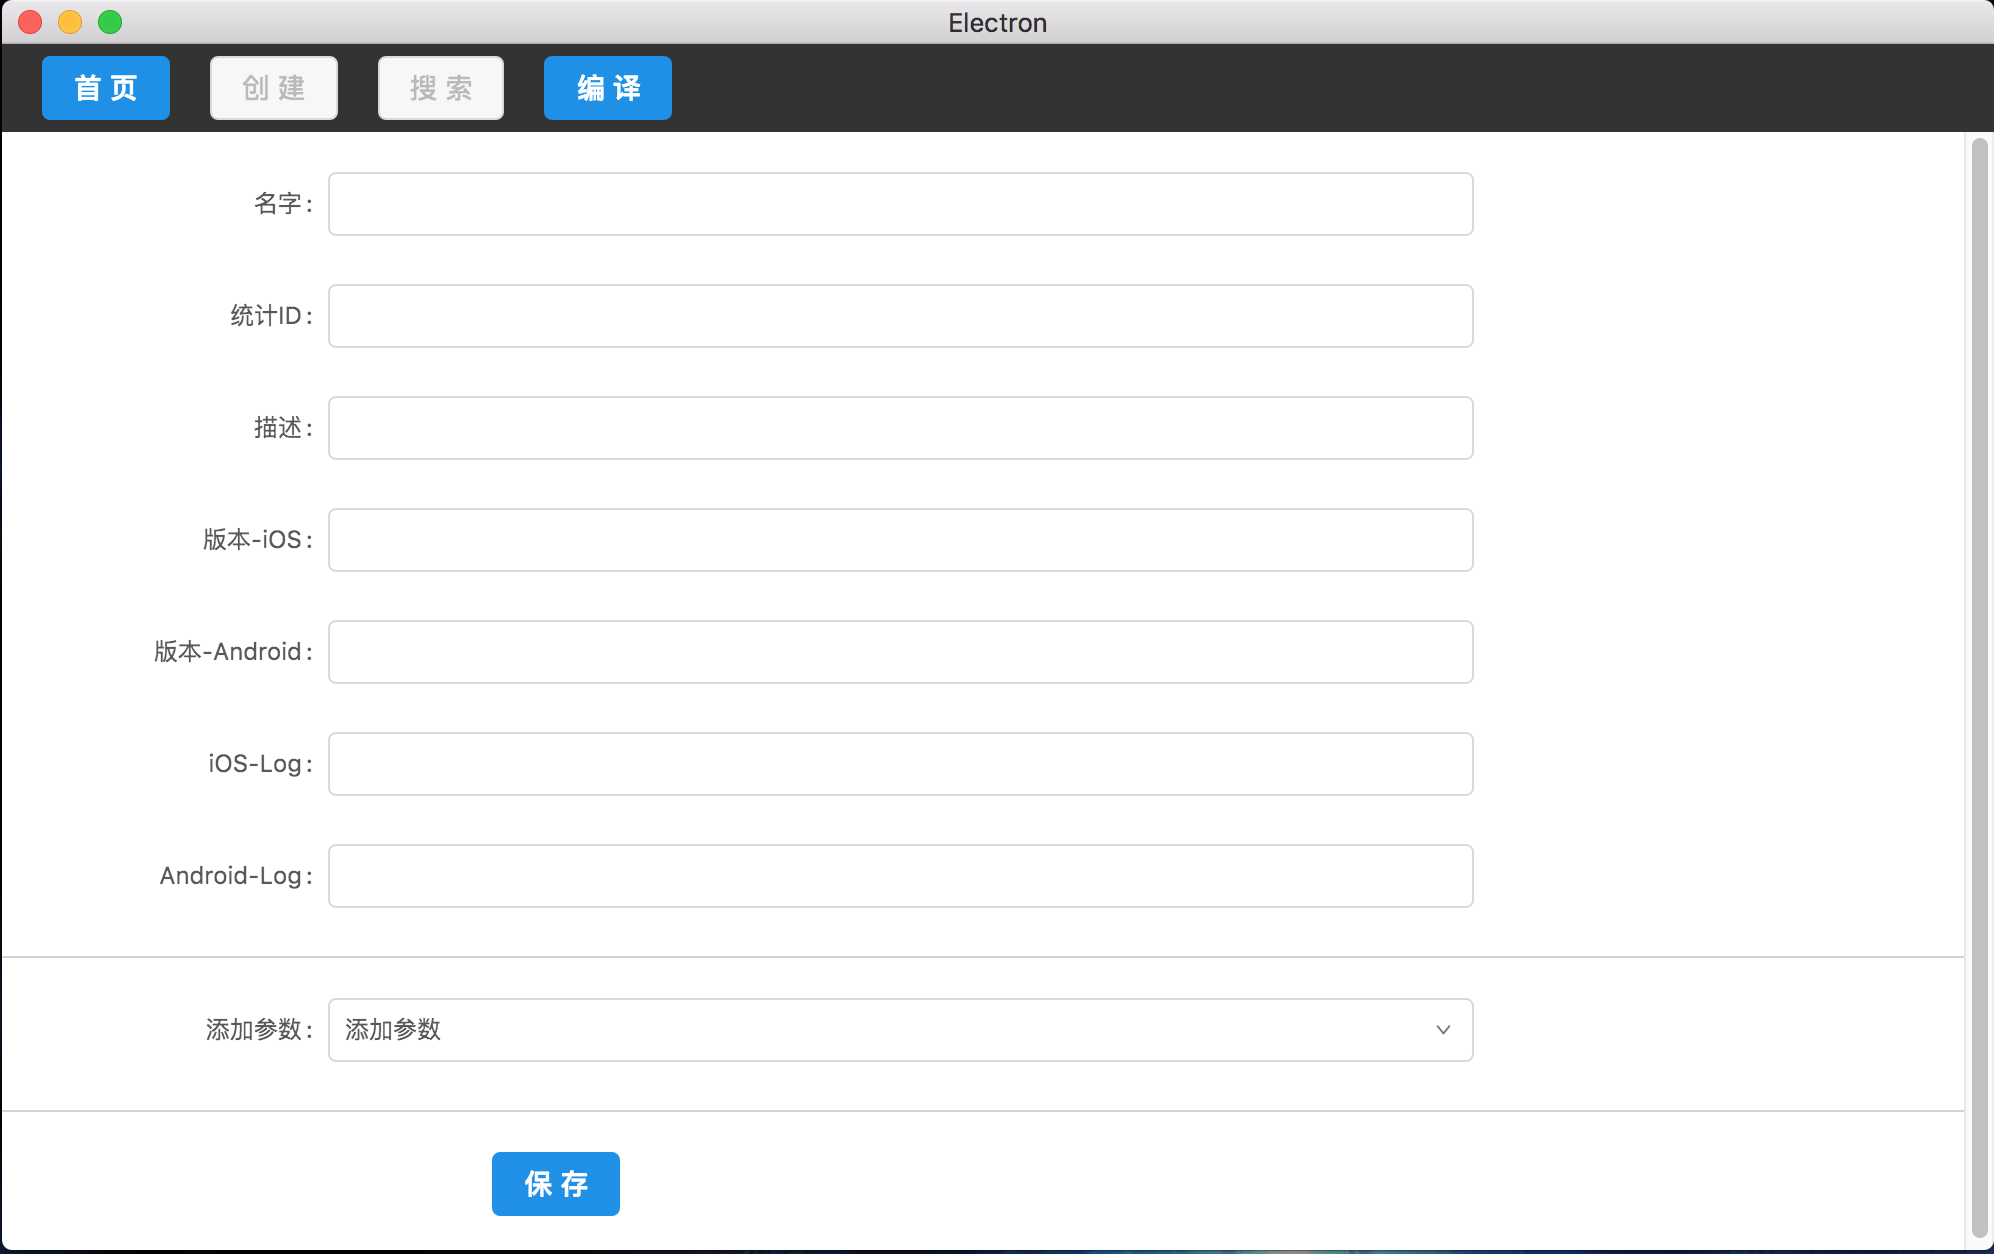 Electron
首页 创建 搜索 编译
名字:
统计ID:
描述:
版本-iOS:
版本-Android:
iOS-Log:
Android-Log:
添加参数: 添加参数
保存